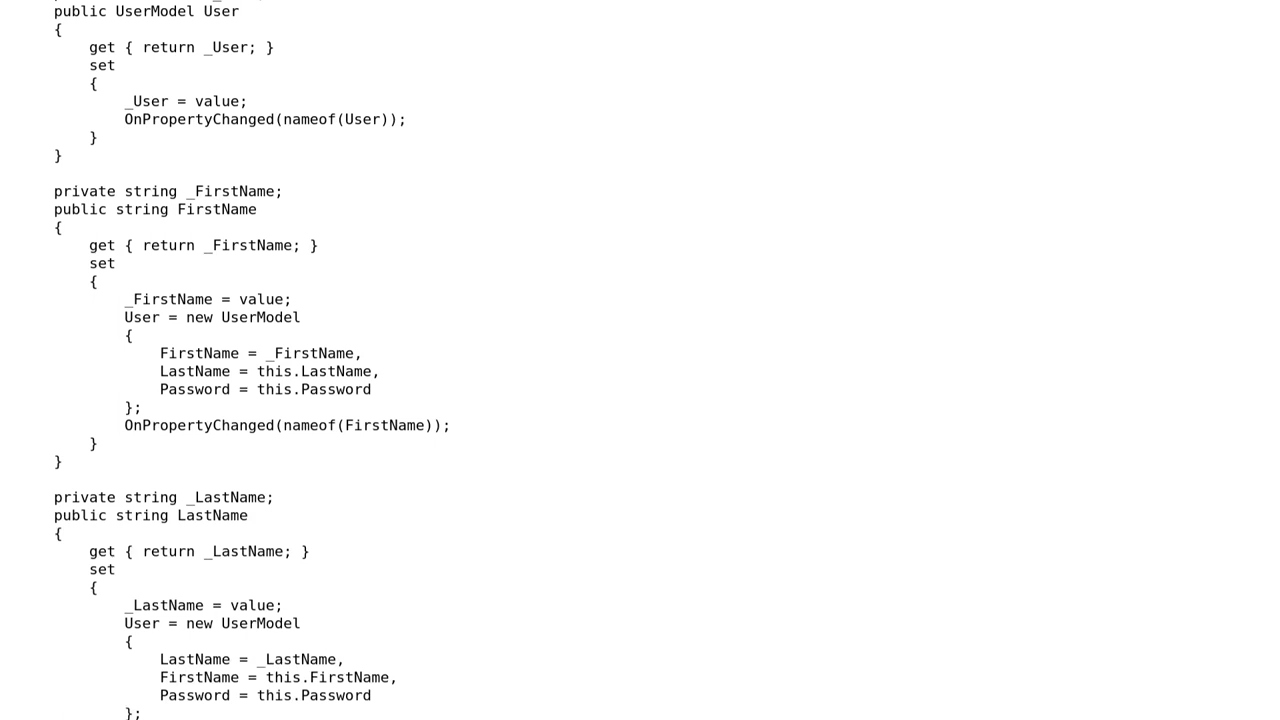 public UserModel User
{
    get { return _User; }
    set
    {
        _User = value;
        OnPropertyChanged(nameof(User));
    }
}

private string _FirstName;
public string FirstName
{
    get { return _FirstName; }
    set
    {
        _FirstName = value;
        User = new UserModel
        {
            FirstName = _FirstName,
            LastName = this.LastName,
            Password = this.Password
        };
        OnPropertyChanged(nameof(FirstName));
    }
}

private string _LastName;
public string LastName
{
    get { return _LastName; }
    set
    {
        _LastName = value;
        User = new UserModel
        {
            LastName = _LastName,
            FirstName = this.FirstName,
            Password = this.Password
        };